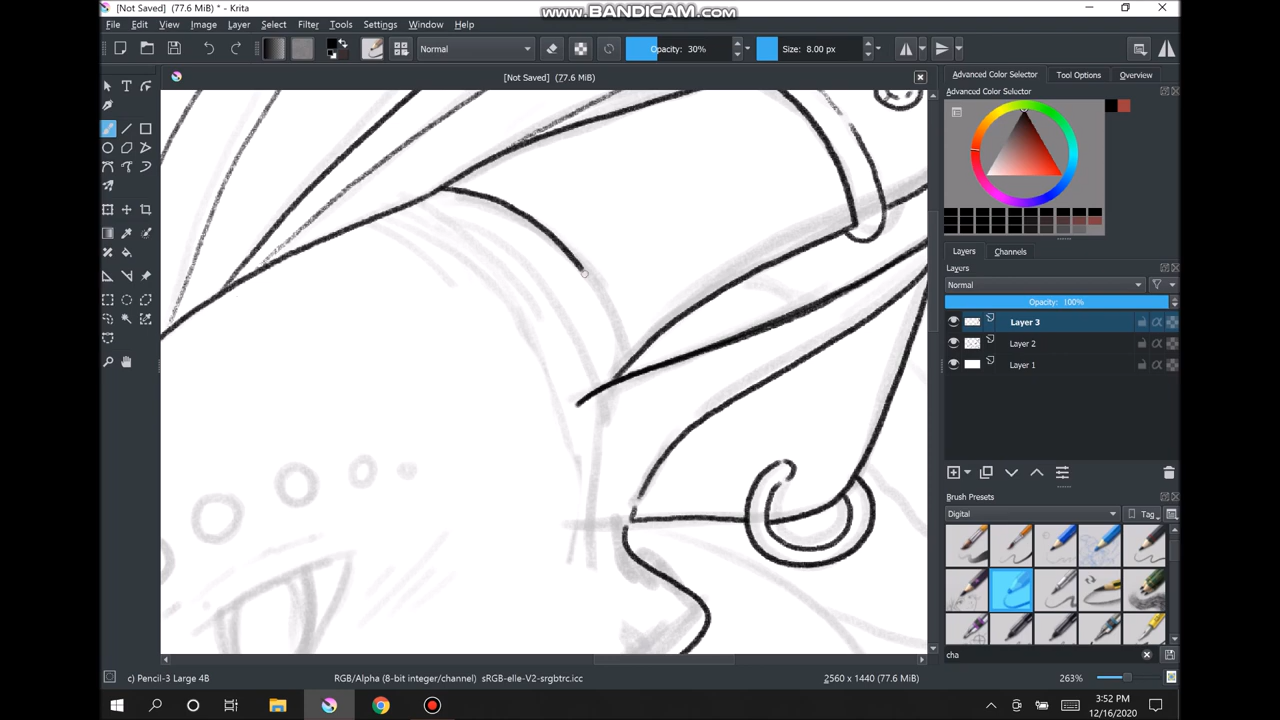 [Not Saved] (77.6 MiB) * - Krita
www.BANDICAM.com
File Edit View Image Layer Select Filter Tools Settings Window Help
Normal
Opacity: 30%
Size: 8.00 px
[Not Saved] (77.6 MiB)
Advanced Color Selector Tool Options Overview
Advanced Color Selector
Layers Channels
Layers
Normal
Opacity: 100%
Layer 3
Layer 2
Layer 1
Brush Presets
Digital Tag
cha
c) Pencil-3 Large 4B RGB/Alpha (8-bit integer/channel) sRGB-elle-V2-srgbtrc.icc 2560 x 1440 (77.6 MiB) 263%
3:52 PM
12/16/2020